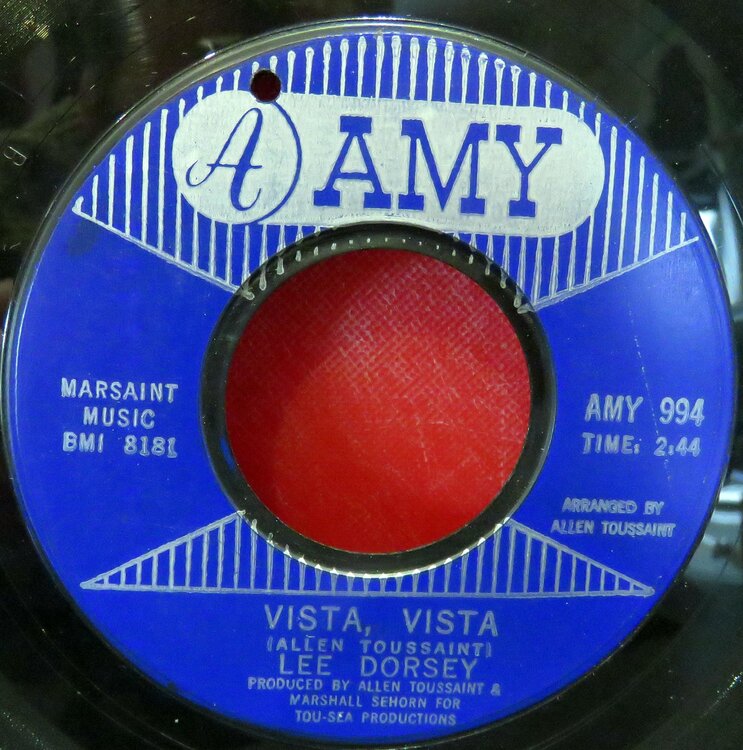 A AMY
MARSAINT
MUSIC
BMI 8181
AMY 994
TIME: 2:44
ARRANGED BY
ALLEN TOUSSAINT
VISTA, VISTA
(ALLEN TOUSSAINT)
LEE DORSEY
PRODUCED BY ALLEN TOUSSAINT &
MARSHALL SEHORN FOR
TOU-SEA PRODUCTIONS